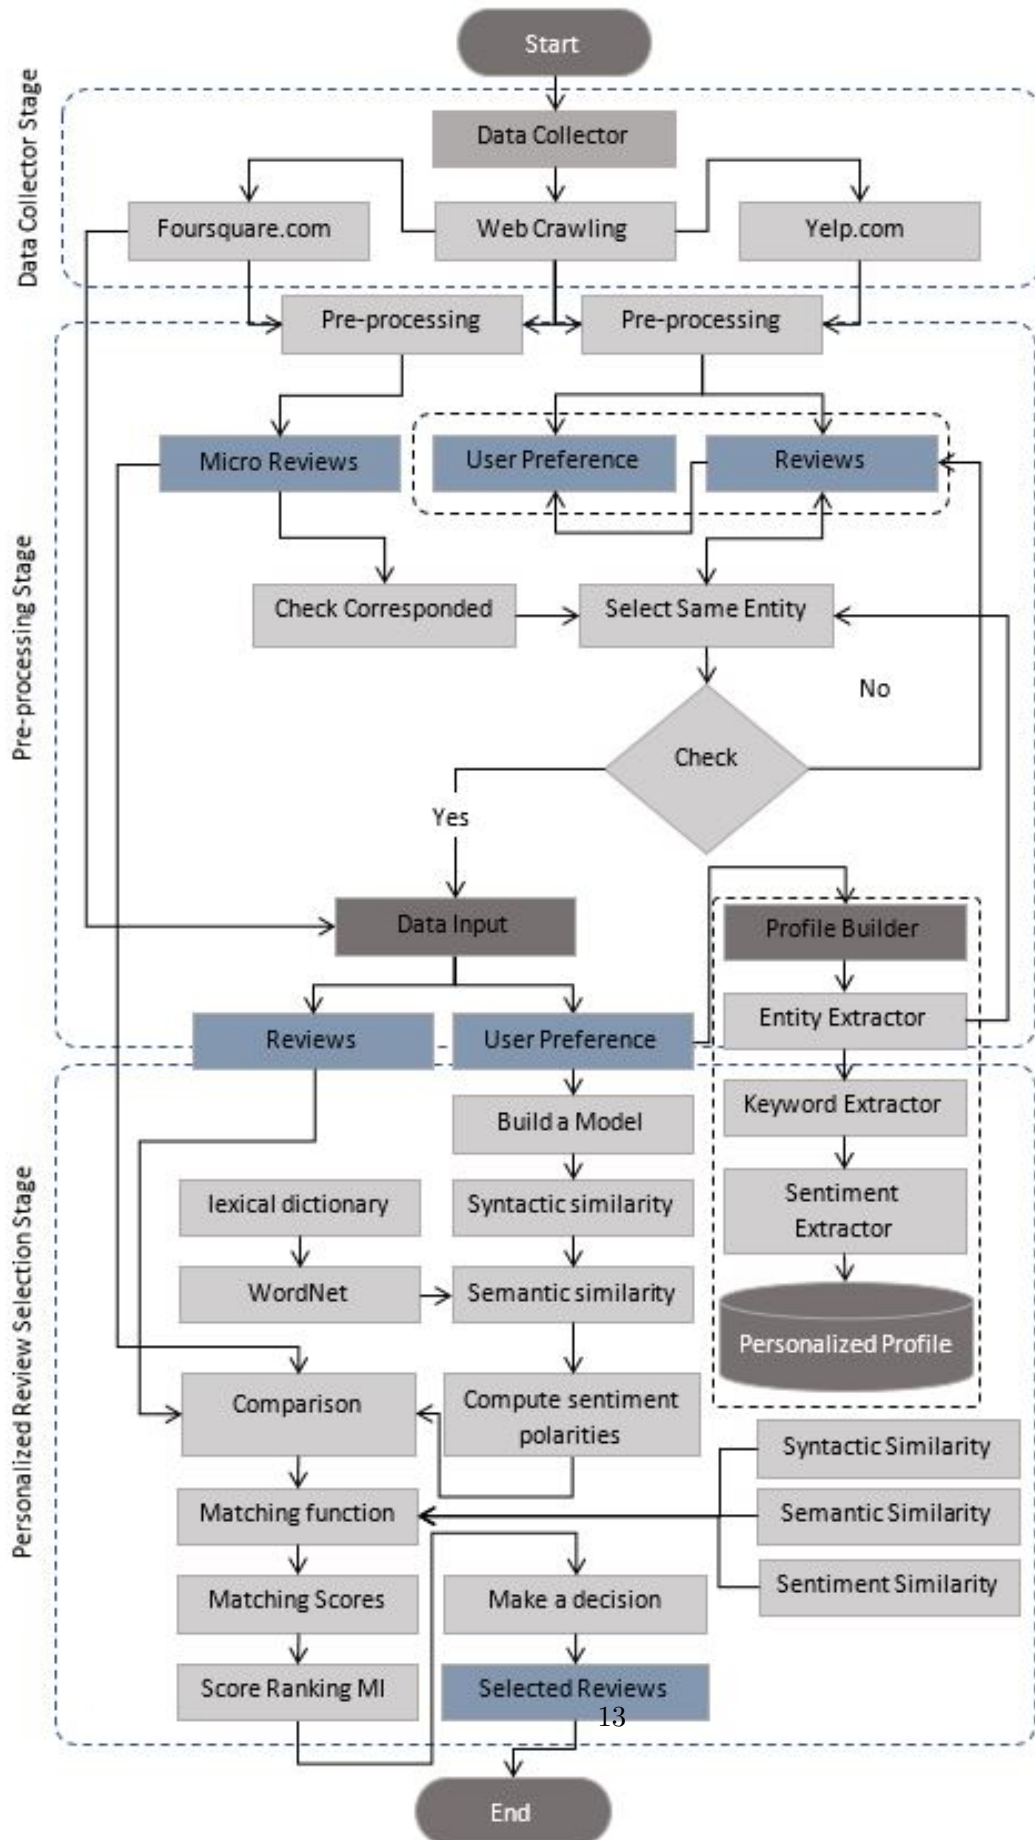 Start
Data Collector Stage
Data Collector
Foursquare.com
Web Crawling
Yelp.com
Pre-processing
Pre-processing
Pre-processing Stage
Micro Reviews
User Preference
Reviews
Check Corresponded
Select Same Entity
No
Check
Yes
Data Input
Profile Builder
Entity Extractor
Reviews
User Preference
Personalized Review Selection Stage
Build a Model
Keyword Extractor
lexical dictionary
Syntactic similarity
Sentiment
Extractor
WordNet
Semantic similarity
Personalized Profile
Comparison
Compute sentiment
polarities
Syntactic Similarity
Matching function
Semantic Similarity
Matching Scores
Make a decision
Sentiment Similarity
Score Ranking MI
Selected Reviews
13
End